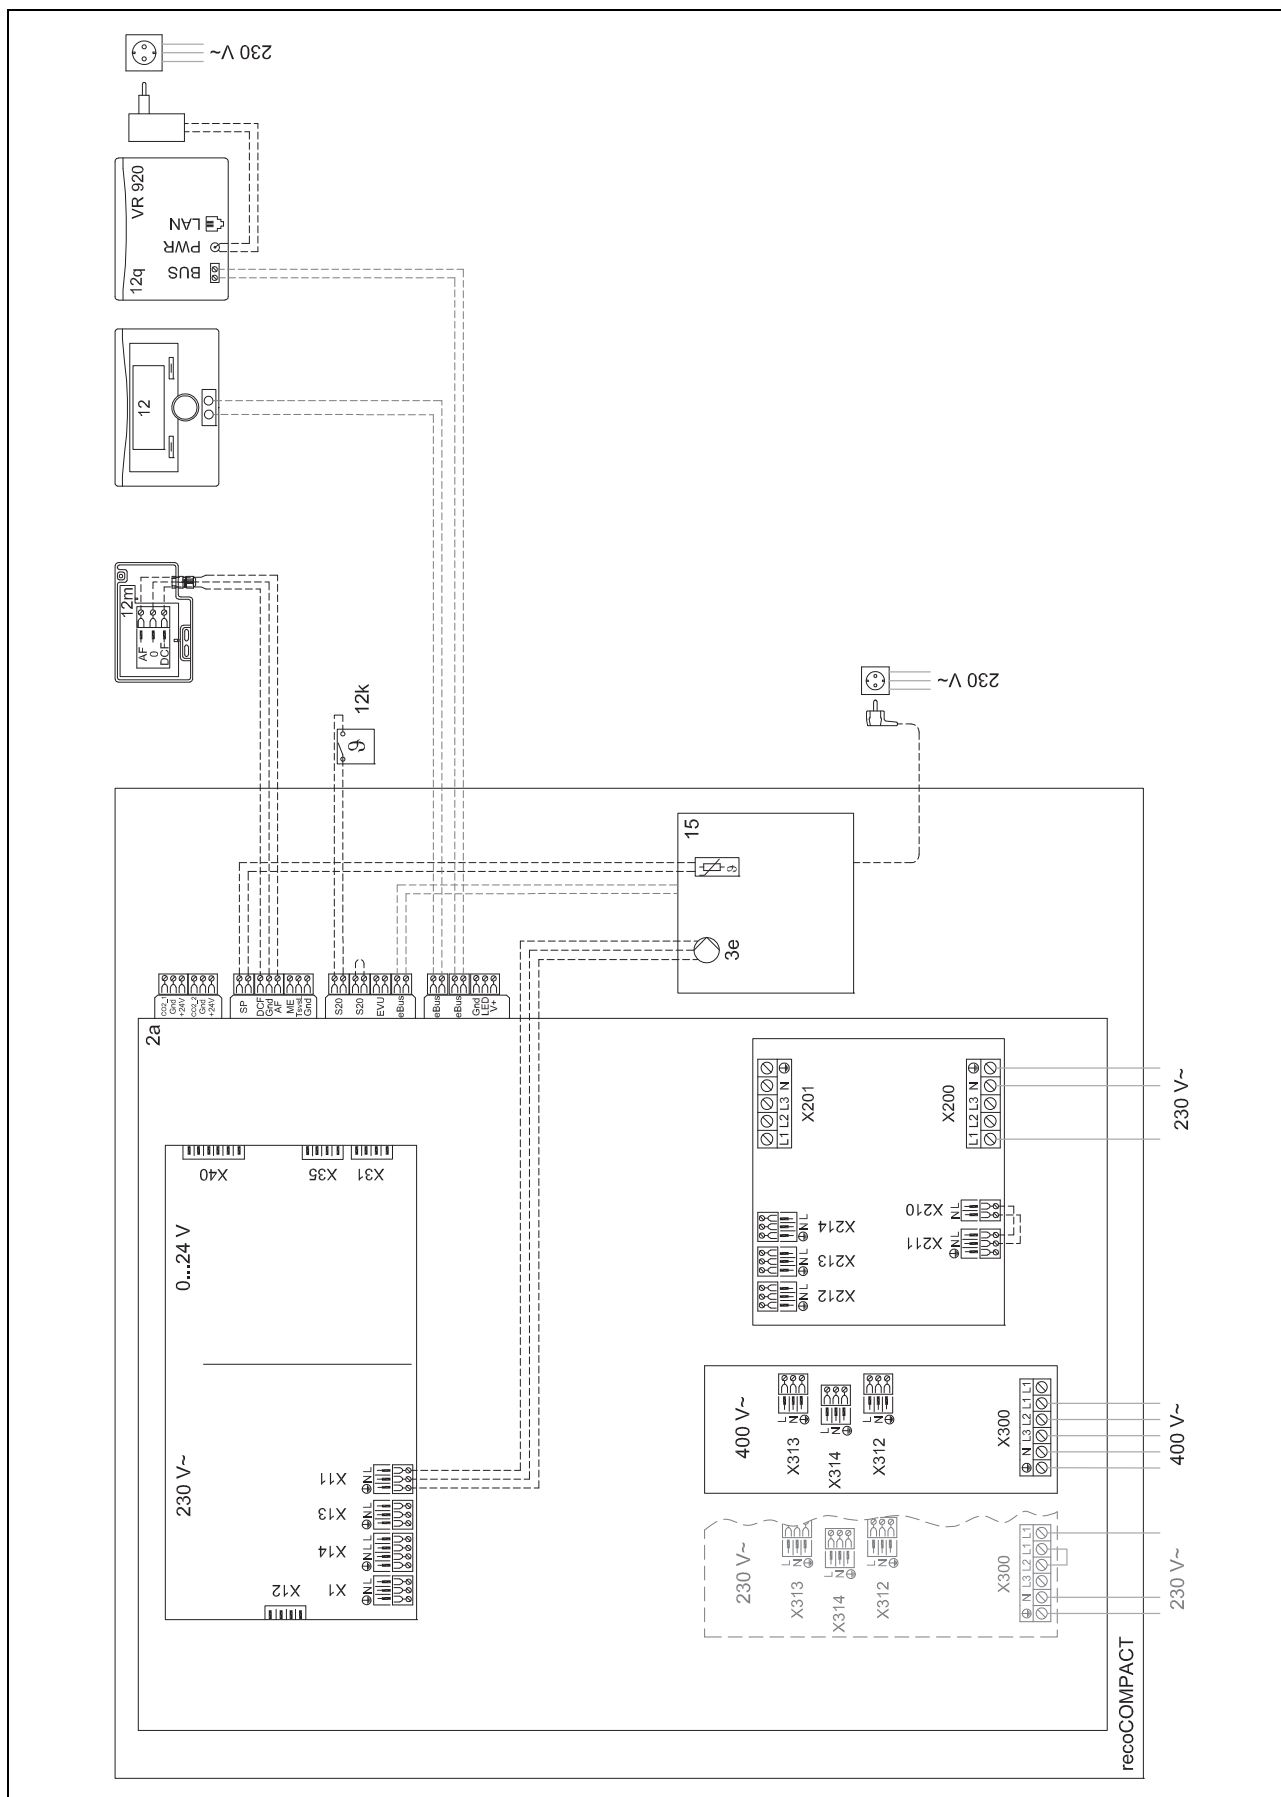 230 V~
VR 920
LAN
PWR
BUS
12q
12
12m
AF
0
DCF
12k
ϑ
230 V~
15
ϑ
3e
CO2_1
Gnd
+24V
CO2_2
Gnd
+24V
SP
DCF
Gnd
AF
ME
TsvsL
Gnd
S20
S20
EVU
eBus
eBus
eBus
Gnd
LED
V+
2a
X40
X35
X31
0...24 V
230 V~
X11
L
N
X13
L
N
X14
L
N
L
X1
L
N
X12
X201
L1 L2 L3 N
X200
L1 L2 L3 N
230 V~
X214
N L
X213
N L
X212
N L
X210
N L
X211
N L
400 V~
X313
L
N
X314
L
N
X312
L
N
X300
N L3 L2 L1 L1
400 V~
230 V~
X313
L
N
X314
L
N
X312
L
N
X300
N L3 L2 L1 L1
230 V~
recoCOMPACT